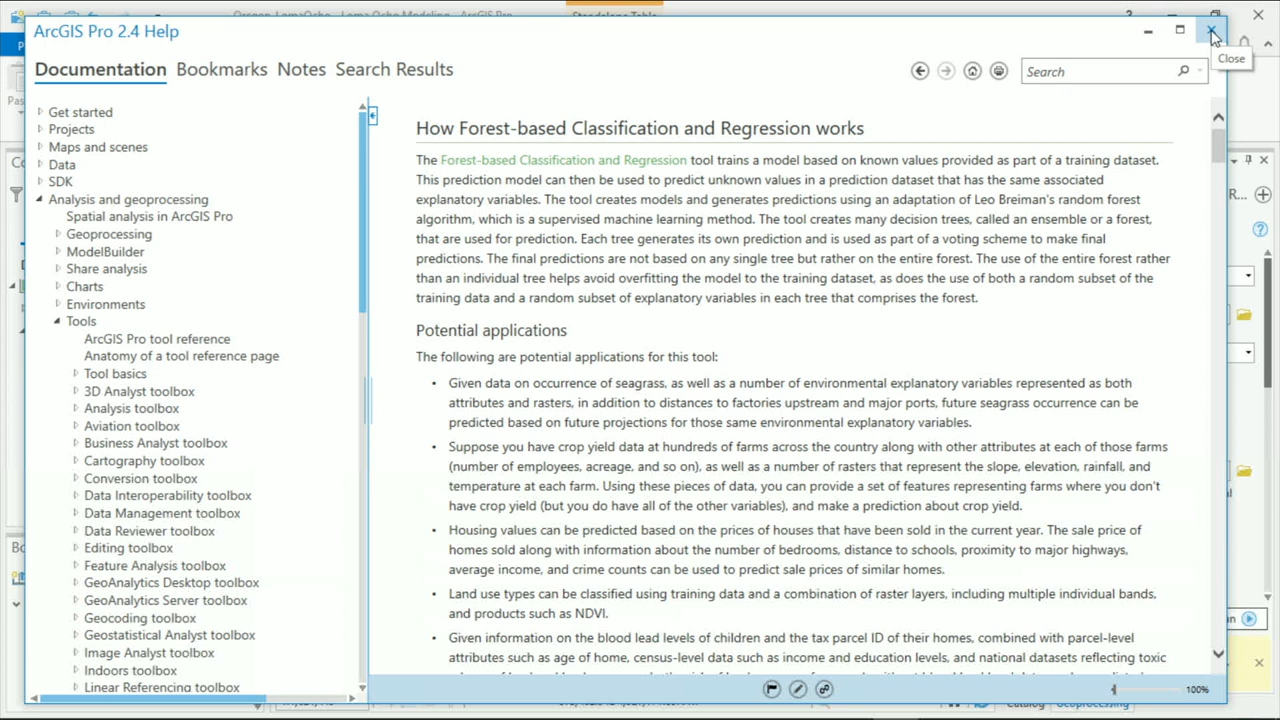 ArcGIS Pro 2.4 Help
Close
Documentation Bookmarks Notes Search Results
Search
Get started
Projects
Maps and scenes
Data
SDK
Analysis and geoprocessing
Spatial analysis in ArcGIS Pro
Geoprocessing
ModelBuilder
Share analysis
Charts
Environments
Tools
ArcGIS Pro tool reference
Anatomy of a tool reference page
Tool basics
3D Analyst toolbox
Analysis toolbox
Aviation toolbox
Business Analyst toolbox
Cartography toolbox
Conversion toolbox
Data Interoperability toolbox
Data Management toolbox
Data Reviewer toolbox
Editing toolbox
Feature Analysis toolbox
GeoAnalytics Desktop toolbox
GeoAnalytics Server toolbox
Geocoding toolbox
Geostatistical Analyst toolbox
Image Analyst toolbox
Indoors toolbox
Linear Referencing toolbox
How Forest-based Classification and Regression works
The Forest-based Classification and Regression tool trains a model based on known values provided as part of a training dataset.
This prediction model can then be used to predict unknown values in a prediction dataset that has the same associated
explanatory variables. The tool creates models and generates predictions using an adaptation of Leo Breiman's random forest
algorithm, which is a supervised machine learning method. The tool creates many decision trees, called an ensemble or a forest,
that are used for prediction. Each tree generates its own prediction and is used as part of a voting scheme to make final
predictions. The final predictions are not based on any single tree but rather on the entire forest. The use of the entire forest rather
than an individual tree helps avoid overfitting the model to the training dataset, as does the use of both a random subset of the
training data and a random subset of explanatory variables in each tree that comprises the forest.
Potential applications
The following are potential applications for this tool:
• Given data on occurrence of seagrass, as well as a number of environmental explanatory variables represented as both
attributes and rasters, in addition to distances to factories upstream and major ports, future seagrass occurrence can be
predicted based on future projections for those same environmental explanatory variables.
• Suppose you have crop yield data at hundreds of farms across the country along with other attributes at each of those farms
(number of employees, acreage, and so on), as well as a number of rasters that represent the slope, elevation, rainfall, and
temperature at each farm. Using these pieces of data, you can provide a set of features representing farms where you don't
have crop yield (but you do have all of the other variables), and make a prediction about crop yield.
• Housing values can be predicted based on the prices of houses that have been sold in the current year. The sale price of
homes sold along with information about the number of bedrooms, distance to schools, proximity to major highways,
average income, and crime counts can be used to predict sale prices of similar homes.
• Land use types can be classified using training data and a combination of raster layers, including multiple individual bands,
and products such as NDVI.
• Given information on the blood lead levels of children and the tax parcel ID of their homes, combined with parcel-level
attributes such as age of home, census-level data such as income and education levels, and national datasets reflecting toxic
100%